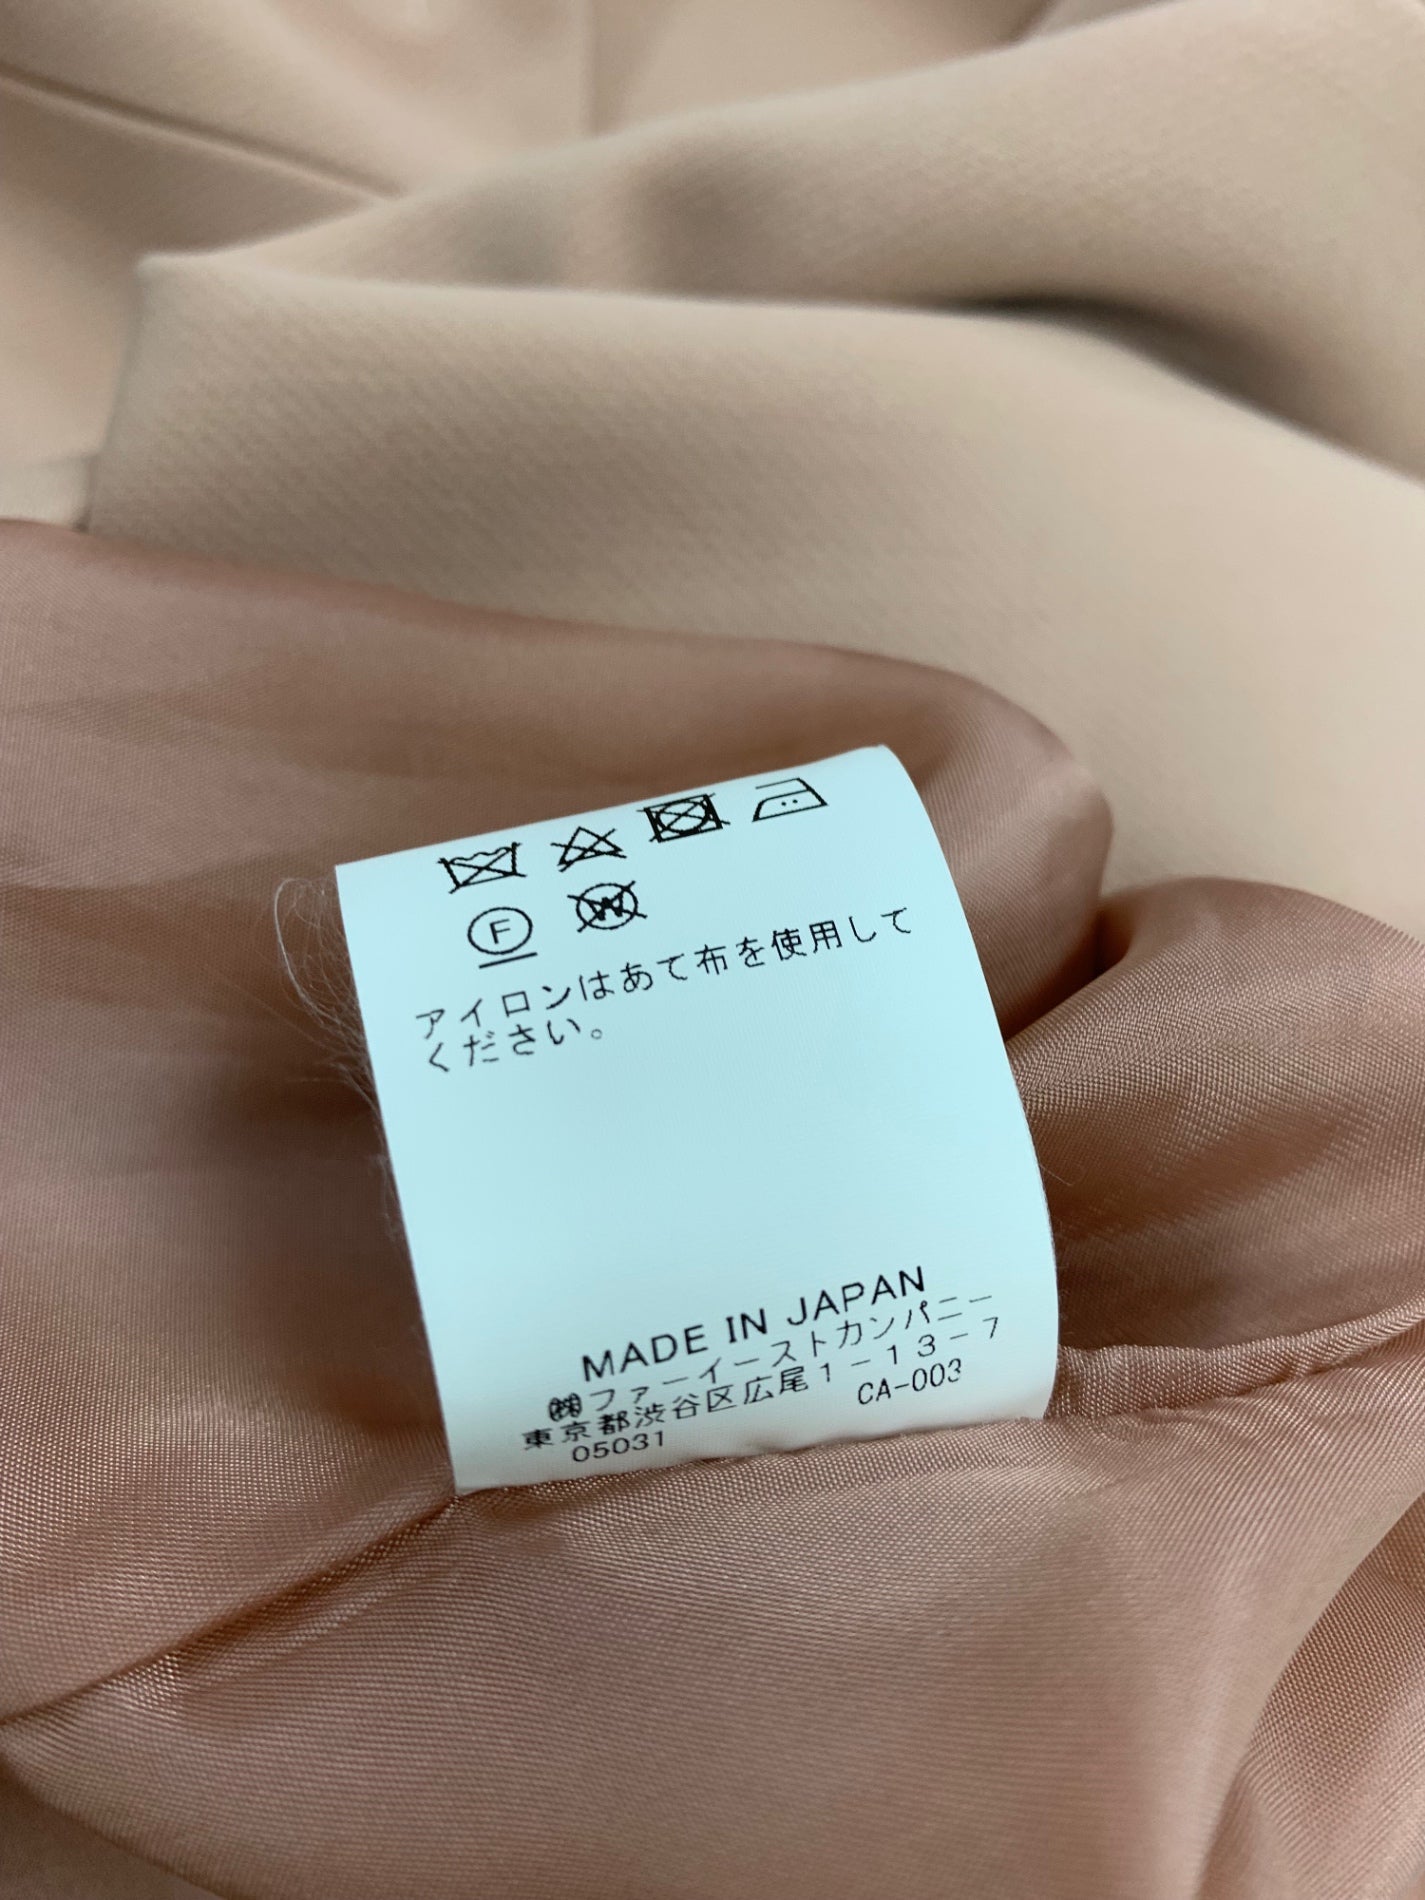 F
W
アイロンはあて布を使用して
ください。
MADE IN JAPAN
㈱ファーイーストカンパニー
東京都渋谷区広尾1-13-7
05031 CA-003